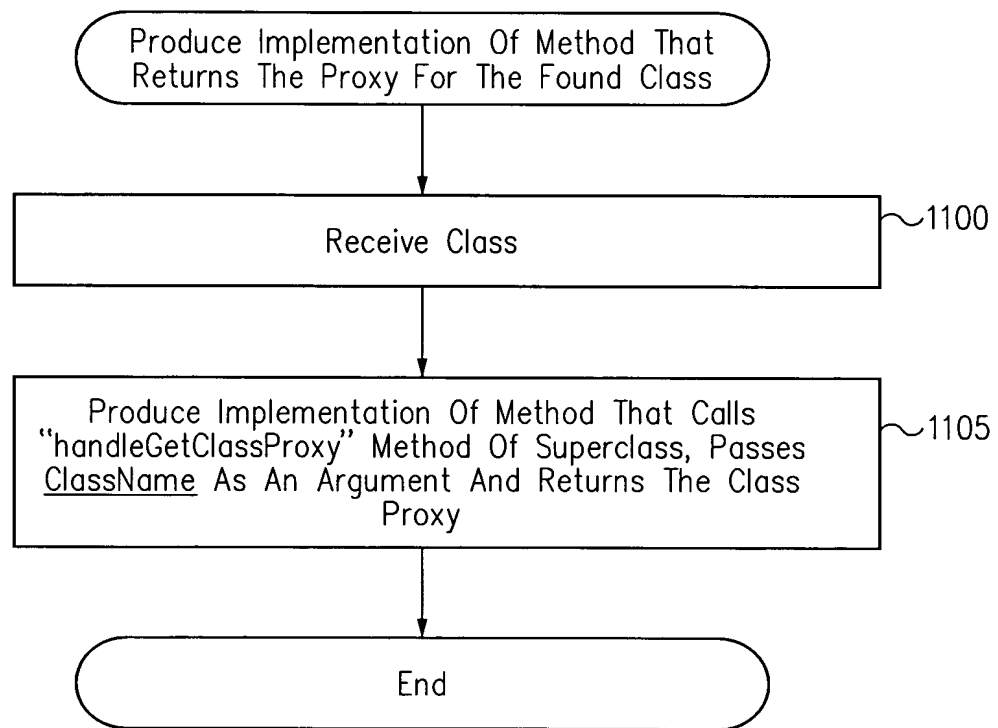 Produce Implementation Of Method That
Returns The Proxy For The Found Class
Receive Class
1100
Produce Implementation Of Method That Calls
"handleGetClassProxy" Method Of Superclass, Passes
ClassName As An Argument And Returns The Class
Proxy
1105
End